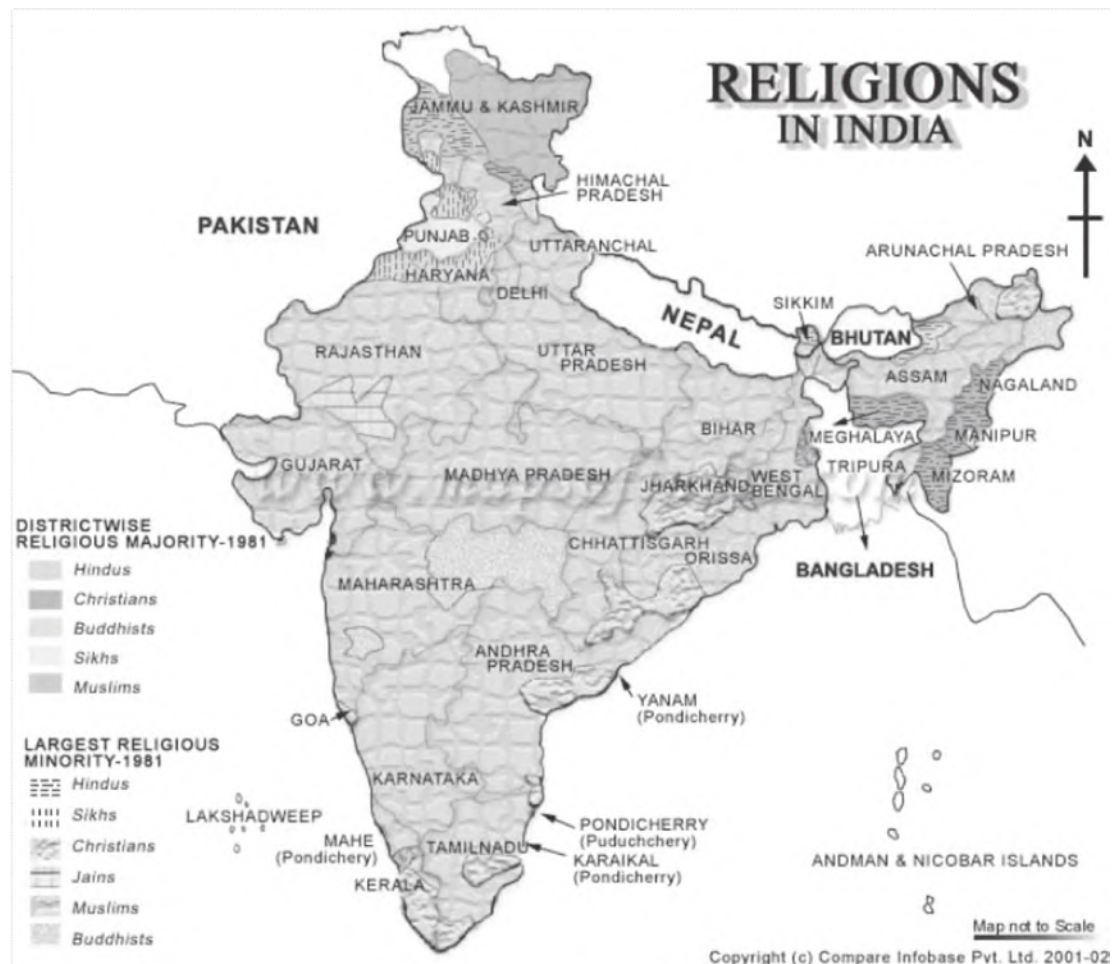 RELIGIONS
IN INDIA
N
JAMMU & KASHMIR
HIMACHAL
PRADESH
PAKISTAN
PUNJAB
UTTARANCHAL
ARUNACHAL PRADESH
HARYANA
DELHI
SIKKIM
NEPAL
BHUTAN
RAJASTHAN
UTTAR
PRADESH
ASSAM
NAGALAND
BIHAR
MEGHALAYA
MANIPUR
GUJARAT
MADHYA PRADESH
JHARKHAND
WEST
BENGAL
TRIPURA
MIZORAM
CHHATTISGARH
ORISSA
BANGLADESH
MAHARASHTRA
ANDHRA
PRADESH
YANAM
(Pondicherry)
GOA
KARNATAKA
LAKSHADWEEP
MAHE
(Pondichery)
TAMILNADU
PONDICHERRY
(Puduchchery)
KARAIKAL
(Pondicherry)
KERALA
ANDMAN & NICOBAR ISLANDS
DISTRICTWISE
RELIGIOUS MAJORITY-1981
Hindus
Christians
Buddhists
Sikhs
Muslims
LARGEST RELIGIOUS
MINORITY-1981
Hindus
Sikhs
Christians
Jains
Muslims
Buddhists
Map not to Scale
Copyright (c) Compare Infobase Pvt. Ltd. 2001-02